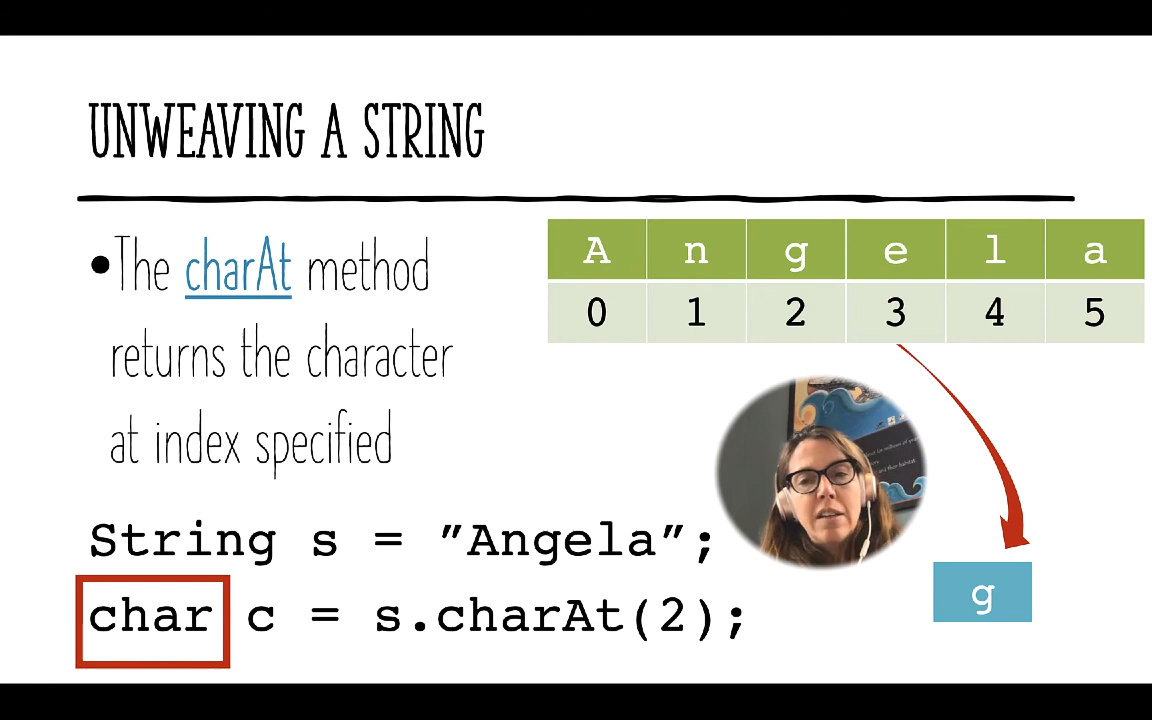 UNWEAVING A STRING
•The charAt method
returns the character
at index specified
A n g e l a
0 1 2 3 4 5
String s = ”Angela”;
char c = s.charAt(2);
g